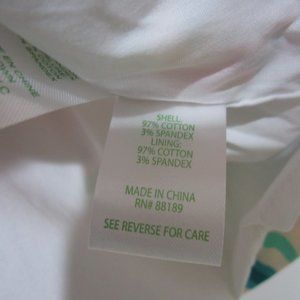 SHELL:
97% COTTON
3% SPANDEX
LINING:
97% COTTON
3% SPANDEX
MADE IN CHINA
RN# 88189
SEE REVERSE FOR CARE